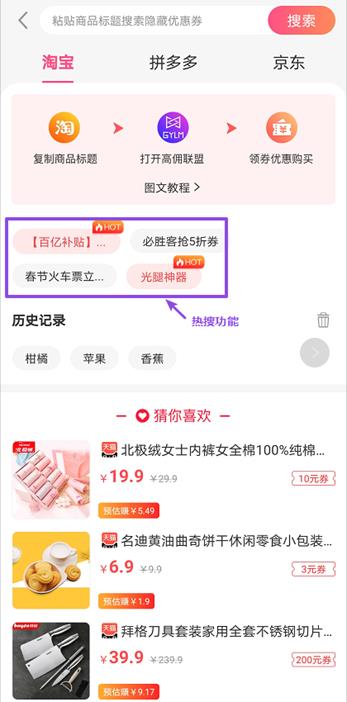 粘贴商品标题搜索隐藏优惠券
搜索
淘宝
拼多多
京东
淘
GYLM
券
复制商品标题
打开高佣联盟
领券优惠购买
图文教程 >
HOT
【百亿补贴】...
必胜客抢5折券
HOT
春节火车票立...
光腿神器
热搜功能
历史记录
柑橘
苹果
香蕉
猜你喜欢
天猫 北极绒女士内裤女全棉100%纯棉...
¥19.9 ¥29.9
10元券
预估赚 ¥5.49
天猫 名迪黄油曲奇饼干休闲零食小包装...
¥6.9 ¥9.9
3元券
预估赚 ¥1.9
天猫 拜格刀具套装家用全套不锈钢切片...
¥39.9 ¥239.9
200元券
预估赚 ¥9.17